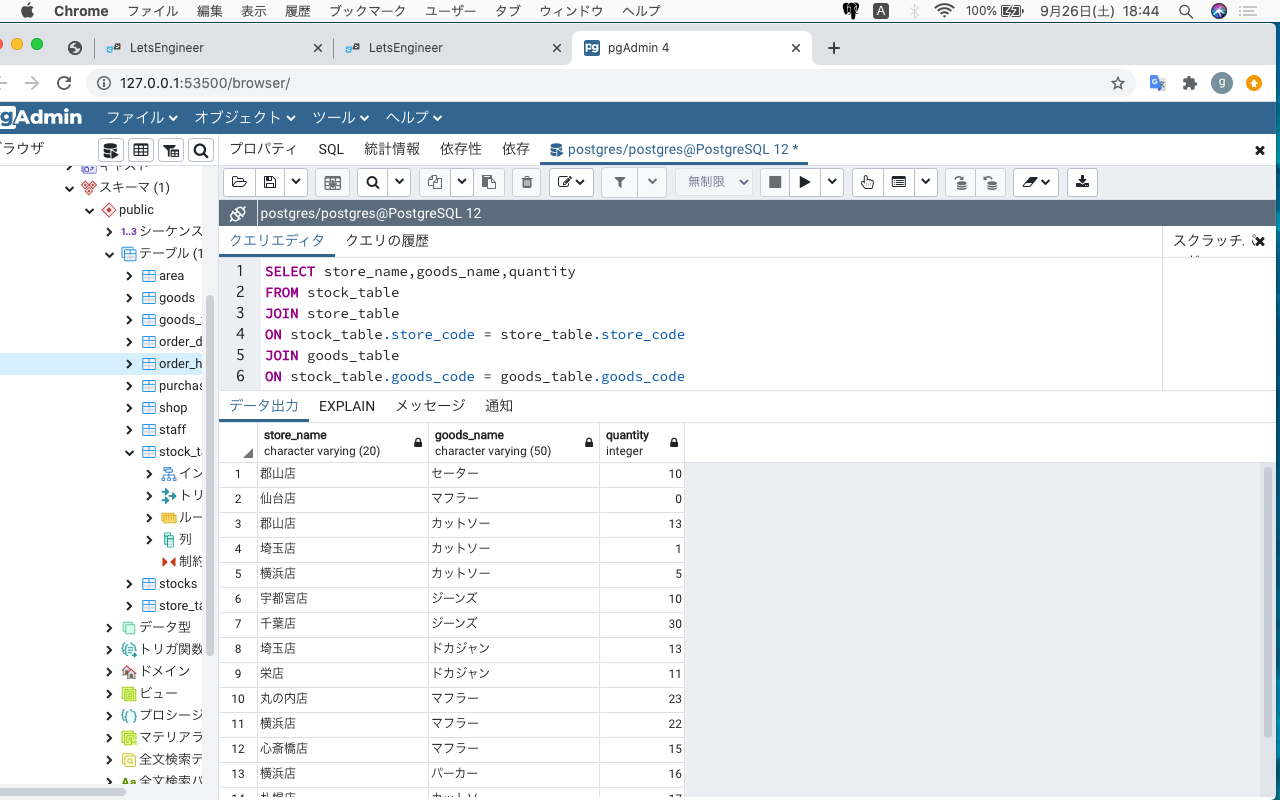 Chrome ファイル 編集 表示 履歴 ブックマーク ユーザー タブ ウィンドウ ヘルプ A 100% 9月26日(土) 18:44
LetsEngineer LetsEngineer pg pgAdmin 4
127.0.0.1:53500/browser/ g
gAdmin ファイル オブジェクト ツール ヘルプ
ラウザ プロパティ SQL 統計情報 依存性 依存 postgres/postgres@PostgreSQL 12 *
無制限
postgres/postgres@PostgreSQL 12
クエリエディタ クエリの履歴 スクラッチ
1 SELECT store_name,goods_name,quantity
2 FROM stock_table
3 JOIN store_table
4 ON stock_table.store_code = store_table.store_code
5 JOIN goods_table
6 ON stock_table.goods_code = goods_table.goods_code
キャスト
スキーマ (1)
public
1..3 シーケンス
テーブル (1
area
goods
goods_
order_d
order_h
purchas
shop
staff
stock_t
イン
トリ
ルー
列
制約
stocks
store_ta
データ型
トリガ関数
ドメイン
ビュー
プロシージ
マテリアラ
全文検索デ
Aa 全文検索パ
データ出力 EXPLAIN メッセージ 通知
store_name goods_name quantity
character varying (20) character varying (50) integer
1 郡山店 セーター 10
2 仙台店 マフラー 0
3 郡山店 カットソー 13
4 埼玉店 カットソー 1
5 横浜店 カットソー 5
6 宇都宮店 ジーンズ 10
7 千葉店 ジーンズ 30
8 埼玉店 ドカジャン 13
9 栄店 ドカジャン 11
10 丸の内店 マフラー 23
11 横浜店 マフラー 22
12 心斎橋店 マフラー 15
13 横浜店 パーカー 16
14 札幌店 カットソー 17